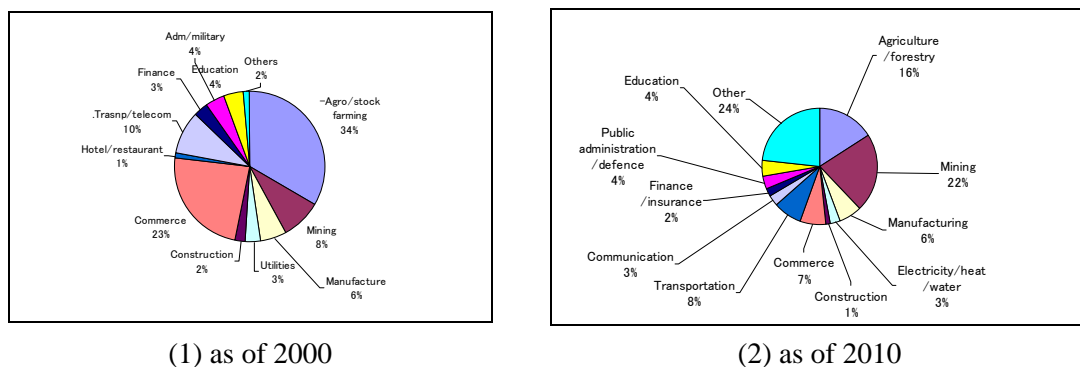 Adm/military
4%
Education
4%
Others
2%
Finance
3%
.Trasnp/telecom
10%
Hotel/restaurant
1%
Commerce
23%
Construction
2%
Utilities
3%
Manufacture
6%
Mining
8%
-Agro/stock
farming
34%
(1) as of 2000
Agriculture
/forestry
16%
Mining
22%
Manufacturing
6%
Electricity/heat
/water
3%
Construction
1%
Commerce
7%
Transportation
8%
Communication
3%
Finance
/insurance
2%
Public
administration
/defence
4%
Education
4%
Other
24%
(2) as of 2010